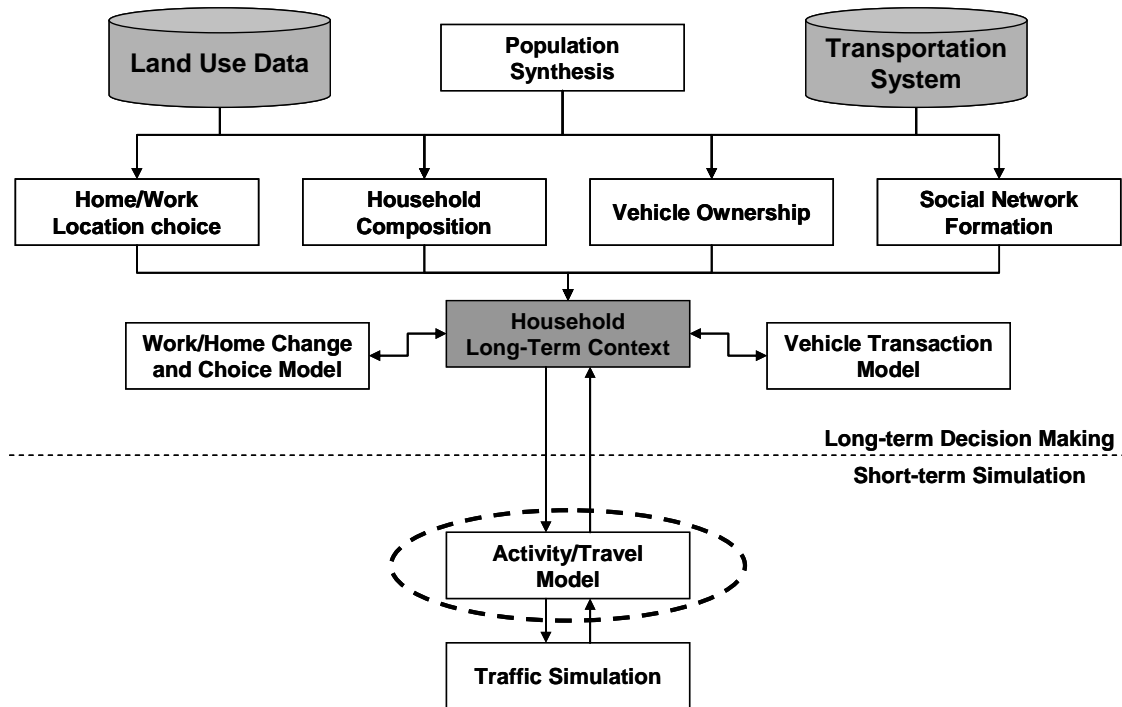 Land Use Data
Population
Synthesis
Transportation
System
Home/Work
Location choice
Household
Composition
Vehicle Ownership
Social Network
Formation
Household
Long-Term Context
Work/Home Change
and Choice Model
Vehicle Transaction
Model
Long-term Decision Making
Short-term Simulation
Activity/Travel
Model
Traffic Simulation